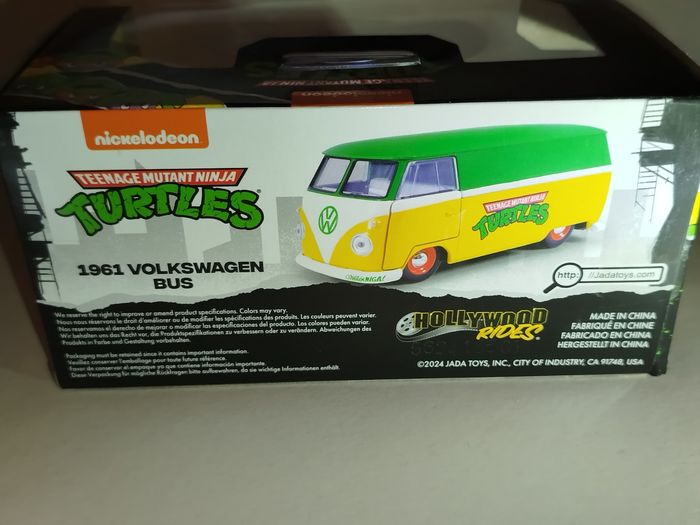 nickelodeon
TEENAGE MUTANT NINJA
TURTLES
1961 VOLKSWAGEN
BUS
TEENAGE MUTANT NINJA
TURTLES
http: //Jadatoys.com
We reserve the right to improve or amend product specifications. Colors may vary.
Nous nous réservons le droit d'améliorer ou de modifier les spécifications des produits. Les couleurs peuvent varier.
Nos reservamos el derecho de mejorar o modificar las especificaciones del producto. Los colores pueden variar.
Wir behalten uns das Recht vor, die Produktspezifikationen zu verbessern oder zu verändern. Abweichungen des
Produkts in Farbe und Gestaltung vorbehalten.
Packaging must be retained since it contains important information.
Veuillez conserver l'emballage pour toute future référence.
Favor de conservar el empaque ya que contiene información importante.
Diese Verpackung für mögliche Rückfragen bitte aufbewahren, da sie wichtige Informationen enthält.
HOLLYWOOD
RIDES®
MADE IN CHINA
FABRIQUÉ EN CHINE
FABRICADO EN CHINA
HERGESTELLT IN CHINA
©2024 JADA TOYS, INC., CITY OF INDUSTRY, CA 91748, USA